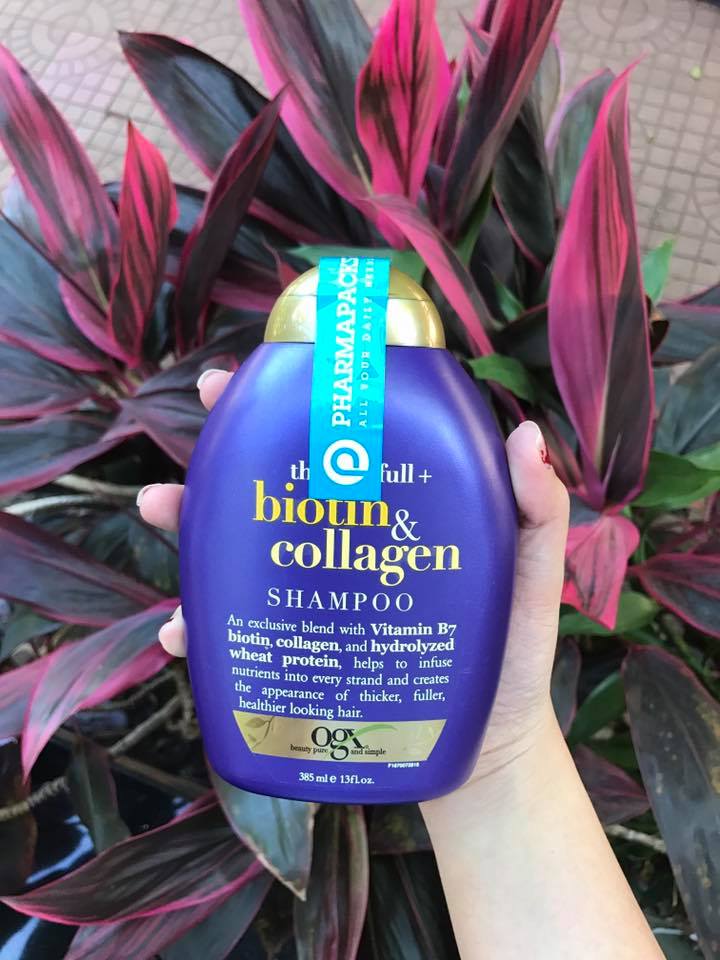 PHARMAPACKS
ALL YOUR DAILY NEEDS
full +
biotin &
collagen
SHAMPOO
An exclusive blend with Vitamin B7
biotin, collagen, and hydrolyzed
wheat protein, helps to infuse
nutrients into every strand and creates
the appearance of thicker, fuller,
healthier looking hair.
ogx®
beauty pure and simple
385 ml e 13fl.oz.